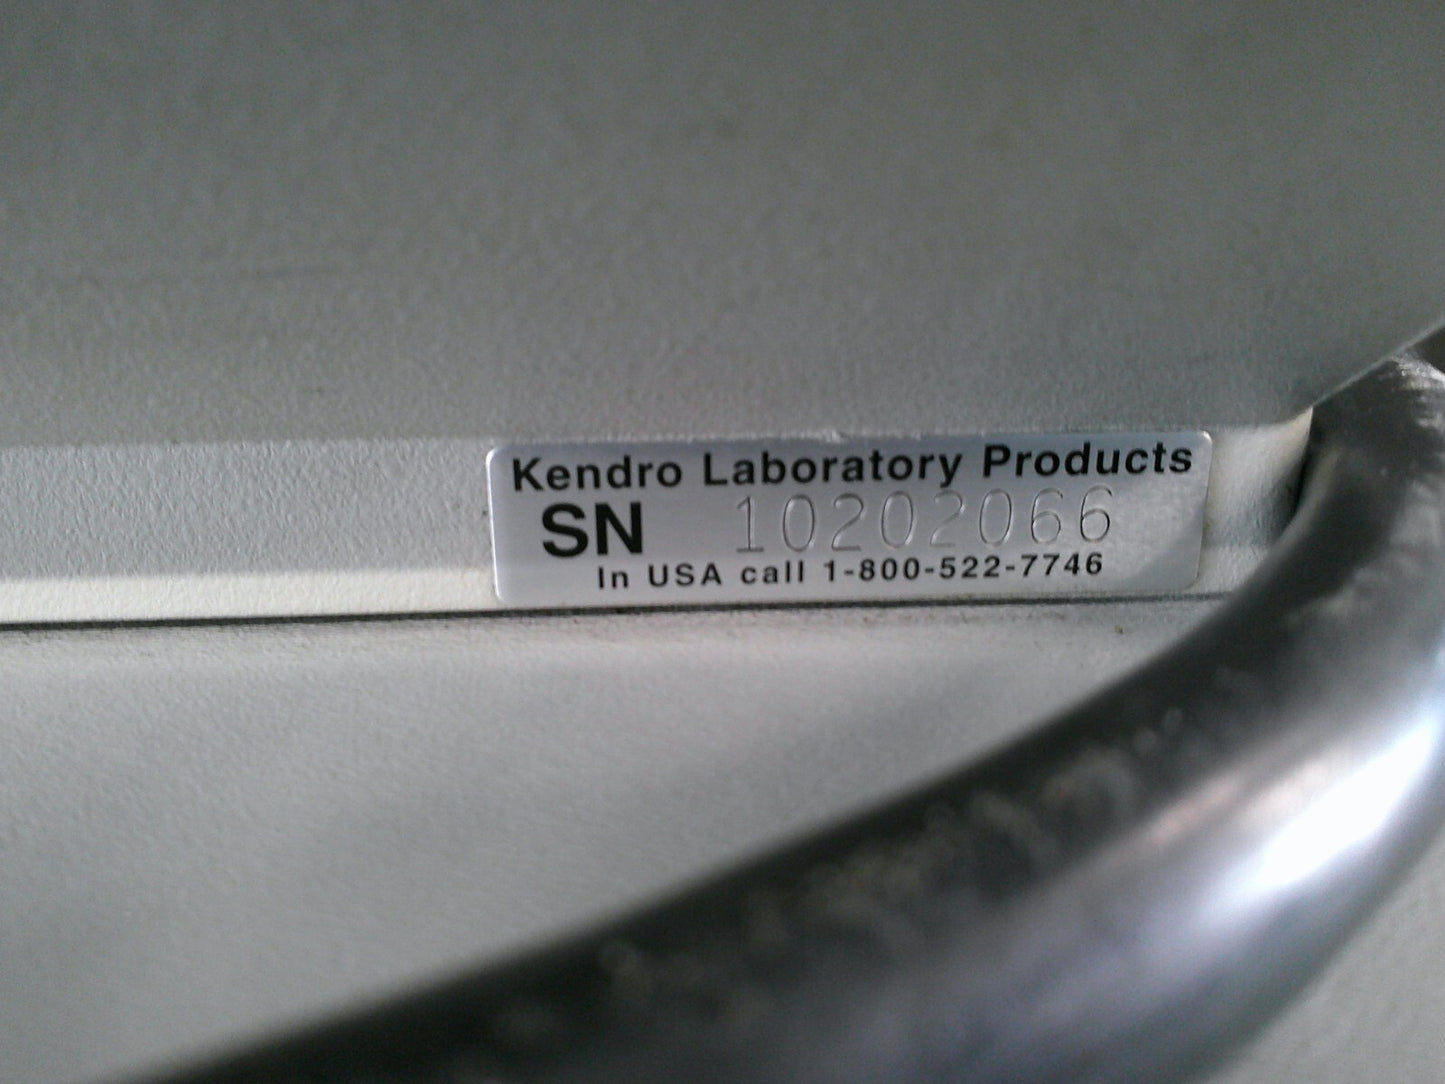 Kendro Laboratory Products
SN 10202066
In USA call 1-800-522-7746